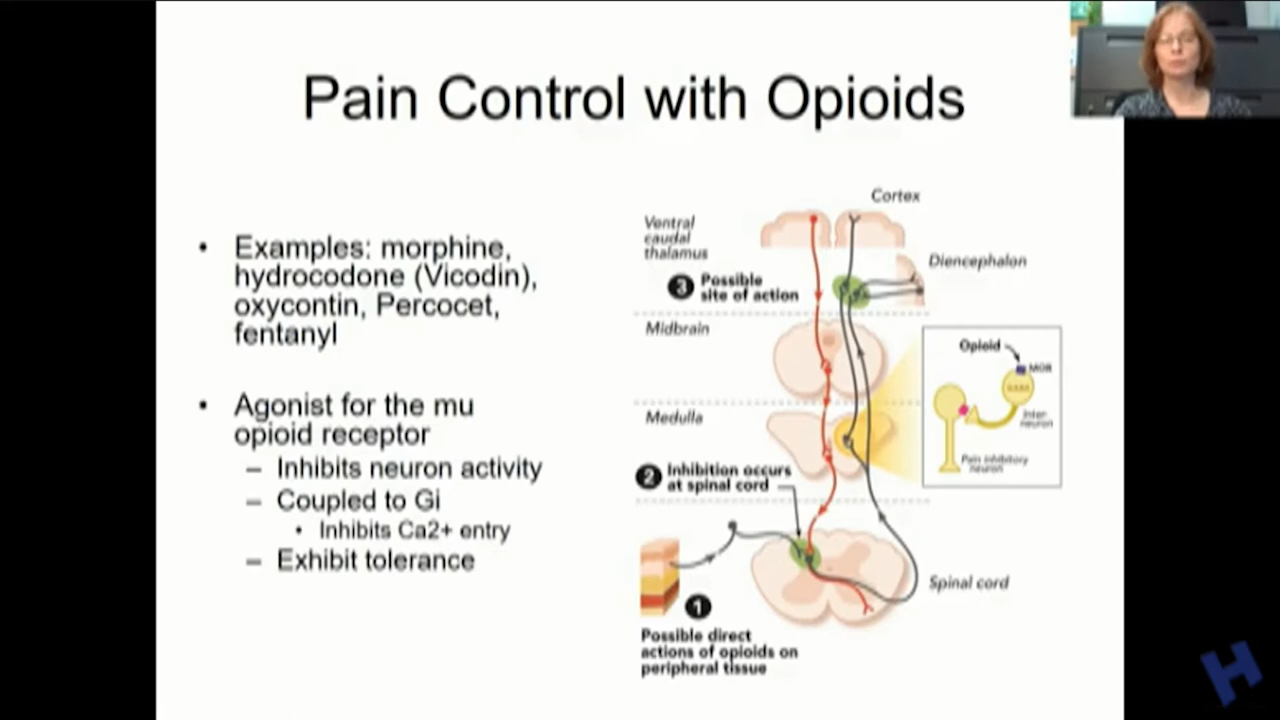 Pain Control with Opioids
• Examples: morphine,
hydrocodone (Vicodin),
oxycontin, Percocet,
fentanyl
• Agonist for the mu
opioid receptor
– Inhibits neuron activity
– Coupled to Gi
• Inhibits Ca2+ entry
– Exhibit tolerance
Cortex
Ventral
caudal
thalamus
Diencephalon
3 Possible
site of action
Midbrain
Opioid
MOR
Inter
neuron
Pain inhibitory
neuron
Medulla
2 Inhibition occurs
at spinal cord
Spinal cord
1
Possible direct
actions of opioids on
peripheral tissue
H